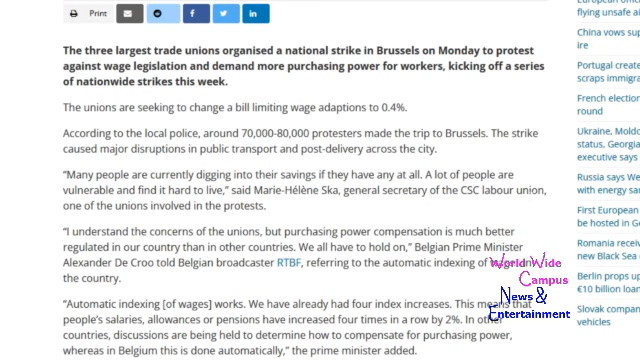 Print
The three largest trade unions organised a national strike in Brussels on Monday to protest
against wage legislation and demand more purchasing power for workers, kicking off a series
of nationwide strikes this week.
The unions are seeking to change a bill limiting wage adaptions to 0.4%.
According to the local police, around 70,000-80,000 protesters made the trip to Brussels. The strike
caused major disruptions in public transport and post-delivery across the city.
“Many people are currently digging into their savings if they have any at all. A lot of people are
vulnerable and find it hard to live,” said Marie-Hélène Ska, general secretary of the CSC labour union,
one of the unions involved in the protests.
“I understand the concerns of the unions, but purchasing power compensation is much better
regulated in our country than in other countries. We all have to hold on,” Belgian Prime Minister
Alexander De Croo told Belgian broadcaster RTBF, referring to the automatic indexing of wages in
the country.
“Automatic indexing [of wages] works. We have already had four index increases. This means that
people’s salaries, allowances or pensions have increased four times in a row by 2%. In other
countries, discussions are being held to determine how to compensate for purchasing power,
whereas in Belgium this is done automatically,” the prime minister added.
flying unsafe ai
China vows sup
ire
Portugal create
scraps immigra
French election
round
Ukraine, Moldo
status, Georgia
executive says
Russia says We
with energy san
First European
be hosted in Ge
Romania receiv
new Black Sea
Berlin props up
€10 billion loan
Slovak compan
vehicles
World Wide
Campus
News &
Entertainment